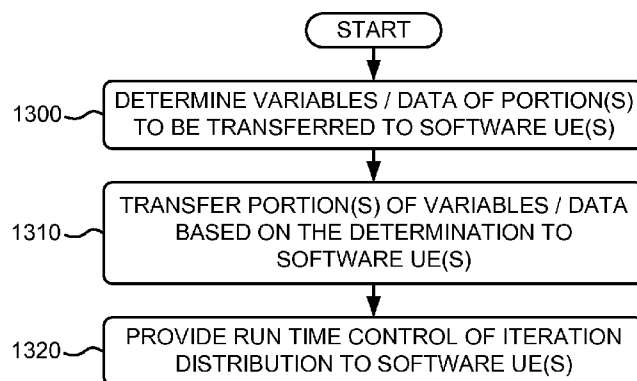 START
1300
DETERMINE VARIABLES / DATA OF PORTION(S)
TO BE TRANSFERRED TO SOFTWARE UE(S)
1310
TRANSFER PORTION(S) OF VARIABLES / DATA
BASED ON THE DETERMINATION TO
SOFTWARE UE(S)
1320
PROVIDE RUN TIME CONTROL OF ITERATION
DISTRIBUTION TO SOFTWARE UE(S)